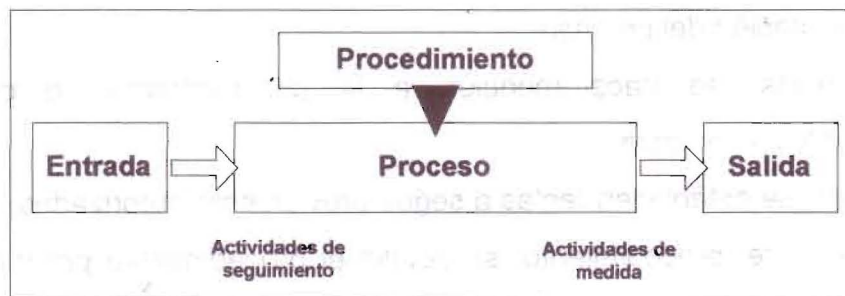 Procedimiento
Entrada
Proceso
Salida
Actividades de
seguimiento
Actividades de
medida